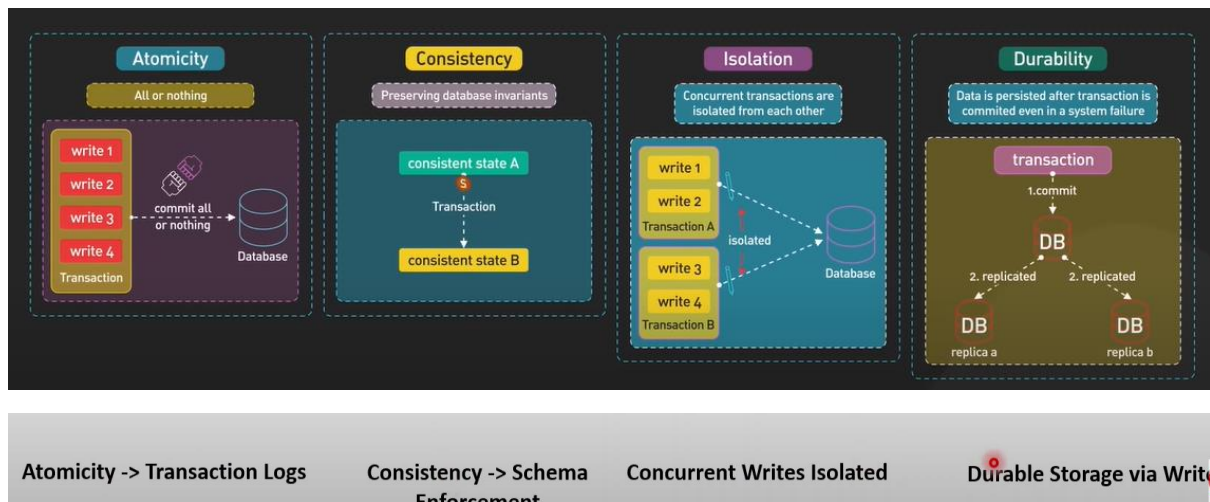 Atomicity
All or nothing
write 1
write 2
write 3
write 4
Transaction
commit all
or nothing
Database
Consistency
Preserving database invariants
consistent state A
S
Transaction
consistent state B
Isolation
Concurrent transactions are
isolated from each other
write 1
write 2
Transaction A
write 3
write 4
Transaction B
isolated
Database
Durability
Data is persisted after transaction is
commited even in a system failure
transaction
1.commit
DB
2. replicated
2. replicated
DB
replica a
DB
replica b
Atomicity -> Transaction Logs
Consistency -> Schema
Enforcement
Concurrent Writes Isolated
Durable Storage via Write